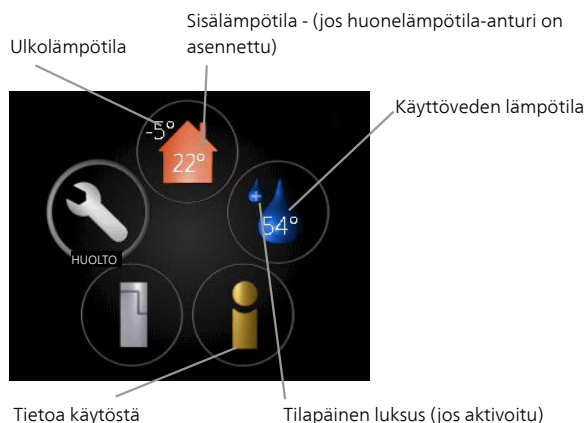 Sisälämpötila - (jos huonelämpötila-anturi on
asennettu)
Ulkolämpötila
Käyttöveden lämpötila
-5°
22°
54°
HUOLTO
Tietoa käytöstä
Tilapäinen luksus (jos aktivoitu)